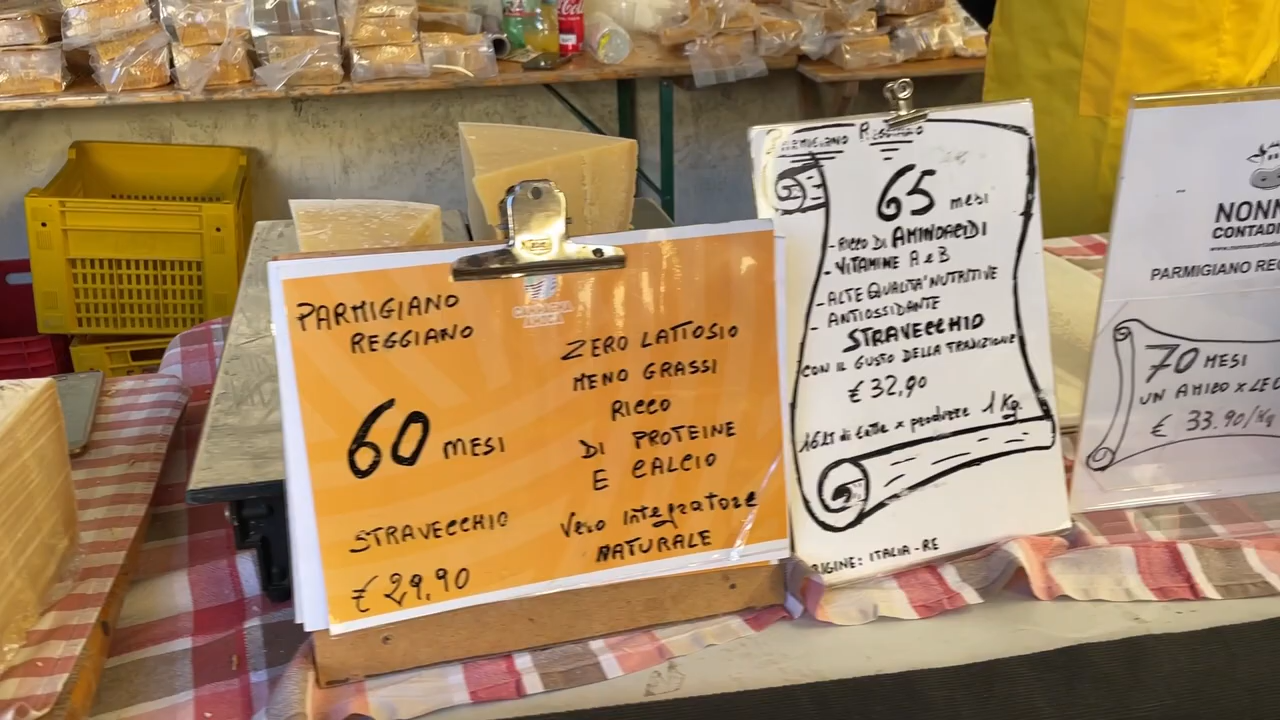 PARMIGIANO
REGGIANO
60 MESI
STRAVECCHIO
€ 29,90
ZERO LATTOSIO
MENO GRASSI
RICCO
DI PROTEINE
E CALCIO
Vero Integratore
NATURALE
PARMIGIANO REGGIANO
65 mesi
- RICCO DI AMINOACIDI
- VITAMINE A e B
- ALTE QUALITA' NUTRITIVE
- ANTIOSSIDANTE
STRAVECCHIO
CON IL GUSTO DELLA TRADIZIONE
€ 32,90
16 LT di latte x produrre 1 Kg.
RIGINE: ITALIA - RE
NONN
CONTADI
PARMIGIANO REG
70 MESI
UN AMICO X LE O
€ 33.90/Kg